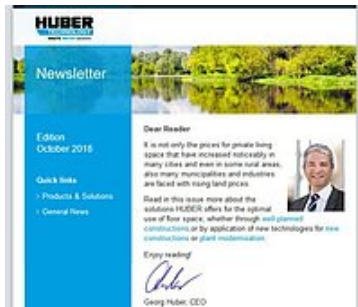 HUBER
TECHNOLOGY
WASTE WATER Solutions
Newsletter
Edition
October 2018
Quick links
› Products & Solutions
› General News
Dear Reader
It is not only the prices for private living
space that have increased noticeably in
many cities and even in some rural areas,
also many municipalities and industries
are faced with rising land prices.
Read in this issue more about the
solutions HUBER offers for the optimal
use of floor space, whether through well-planned
constructions or by application of new technologies for new
constructions or plant modernisation.
Enjoy reading!
Georg Huber, CEO